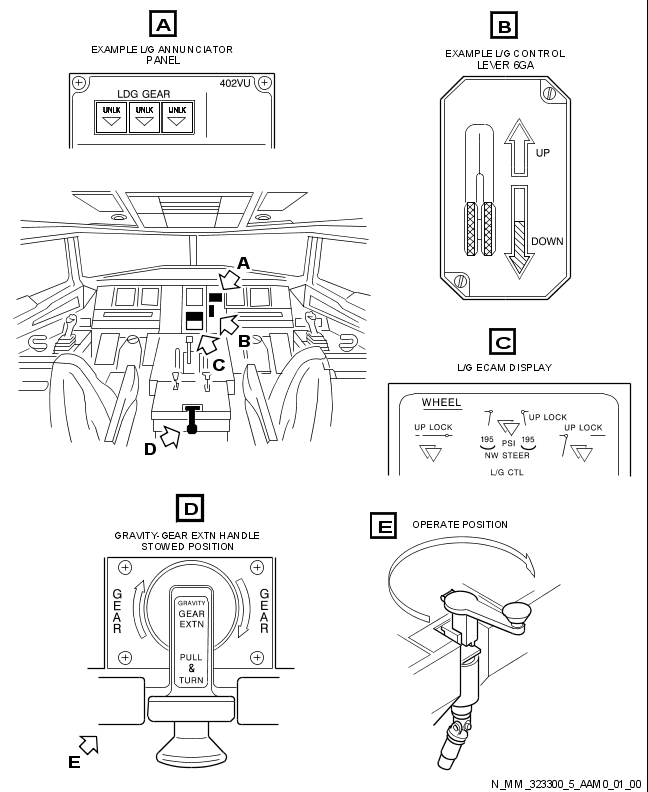 A
EXAMPLE L/G ANNUNCIATOR
PANEL
402VU
LDG GEAR
UNLK UNLK UNLK
B
EXAMPLE L/G CONTROL
LEVER 6GA
UP
DOWN
A
B
C
D
C
L/G ECAM DISPLAY
WHEEL
UP LOCK UP LOCK UP LOCK
195 PSI 195
NW STEER
L/G CTL
D
GRAVITY-GEAR EXTN HANDLE
STOWED POSITION
GEAR
GRAVITY
GEAR
EXTN
PULL
&
TURN
GEAR
E
E
OPERATE POSITION
N_MM_323300_5_AAM0_01_00